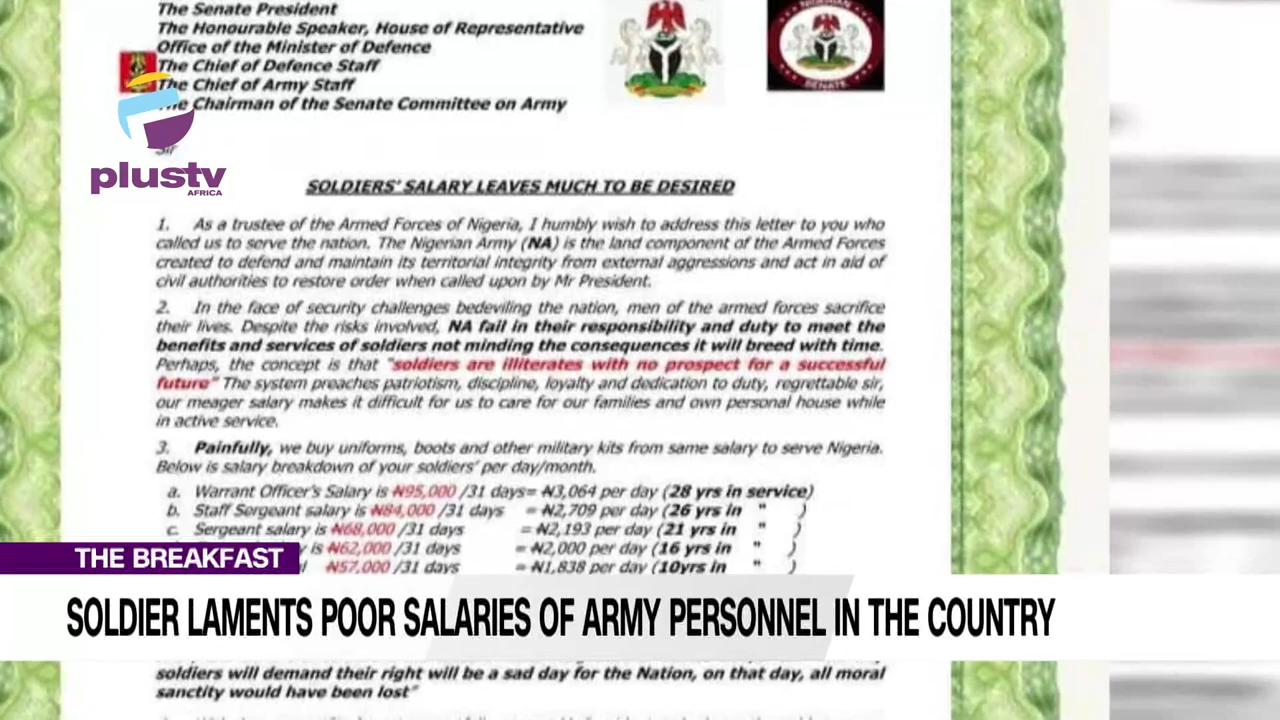 The Senate President
The Honourable Speaker, House of Representative
Office of the Minister of Defence
The Chief of Defence Staff
The Chief of Army Staff
The Chairman of the Senate Committee on Army
SENATE
plustv
AFRICA
SOLDIERS' SALARY LEAVES MUCH TO BE DESIRED
1. As a trustee of the Armed Forces of Nigeria, I humbly wish to address this letter to you who
called us to serve the nation. The Nigerian Army (NA) is the land component of the Armed Forces
created to defend and maintain its territorial integrity from external aggressions and act in aid of
civil authorities to restore order when called upon by Mr President.
2. In the face of security challenges bedeviling the nation, men of the armed forces sacrifice
their lives. Despite the risks involved, NA fail in their responsibility and duty to meet the
benefits and services of soldiers not minding the consequences it will breed with time.
Perhaps, the concept is that "soldiers are illiterates with no prospect for a successful
future" The system preaches patriotism, discipline, loyalty and dedication to duty, regrettable sir,
our meager salary makes it difficult for us to care for our families and own personal house while
in active service.
3. Painfully, we buy uniforms, boots and other military kits from same salary to serve Nigeria.
Below is salary breakdown of your soldiers' per day/month.
a. Warrant Officer's Salary is ₦95,000 /31 days= ₦3,064 per day (28 yrs in service)
b. Staff Sergeant salary is ₦84,000 /31 days = ₦2,709 per day (26 yrs in " )
c. Sergeant salary is ₦68,000 /31 days = ₦2,193 per day (21 yrs in " )
is ₦62,000 /31 days = ₦2,000 per day (16 yrs in " )
₦57,000 /31 days = ₦1,838 per day (10yrs in " )
THE BREAKFAST
SOLDIER LAMENTS POOR SALARIES OF ARMY PERSONNEL IN THE COUNTRY
soldiers will demand their right will be a sad day for the Nation, on that day, all moral
sanctity would have been lost"